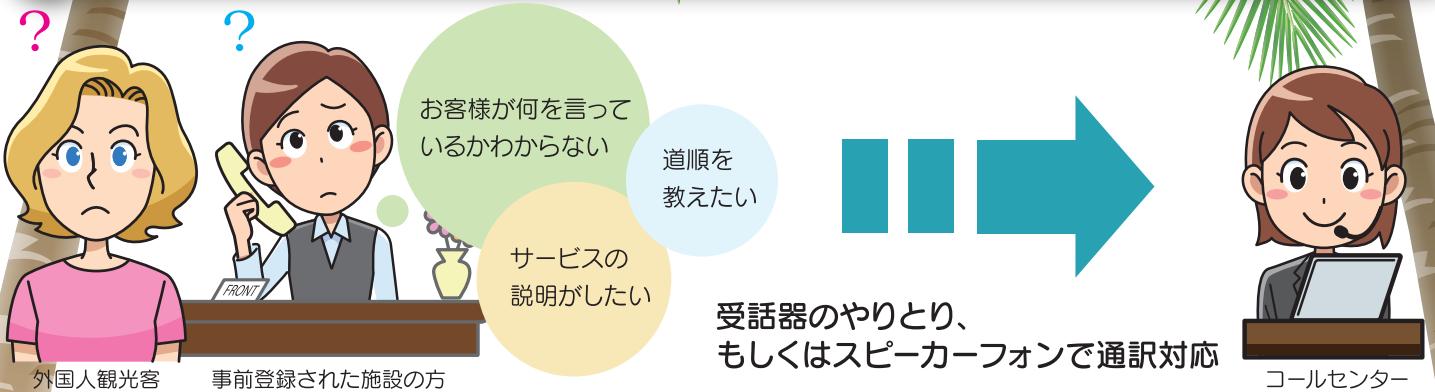 ?
?
お客様が何を言って
いるかわからない
道順を
教えたい
サービスの
説明がしたい
FRONT
受話器のやりとり、
もしくはスピーカーフォンで通訳対応
外国人観光客
事前登録された施設の方
コールセンター